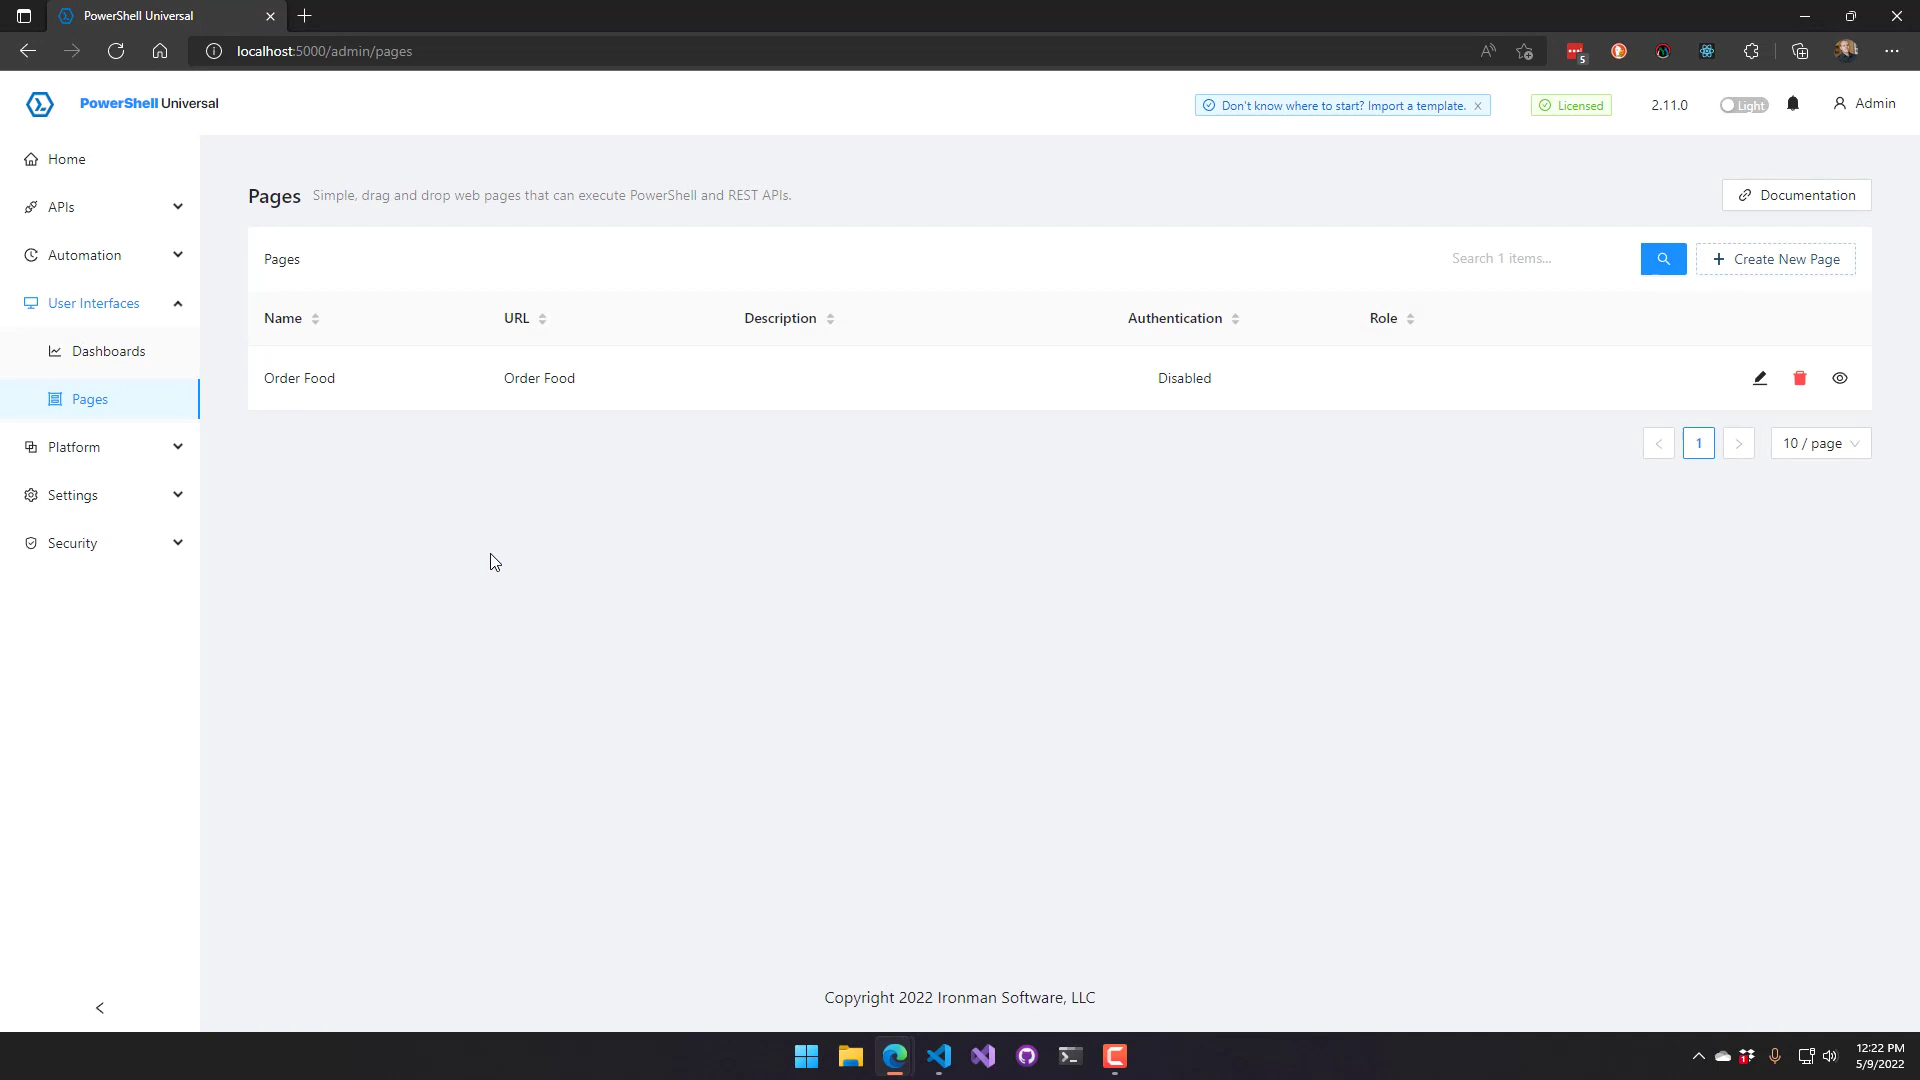 PowerShell Universal
localhost:5000/admin/pages
5
PowerShell Universal
Don't know where to start? Import a template.
Licensed
2.11.0
Light
Admin
Home
APIs
Automation
User Interfaces
Dashboards
Pages
Platform
Settings
Security
Pages Simple, drag and drop web pages that can execute PowerShell and REST APIs.
Documentation
Pages
Search 1 items...
Create New Page
Name URL Description Authentication Role
Order Food Order Food Disabled
1
10 / page
Copyright 2022 Ironman Software, LLC
1
12:22 PM
5/9/2022